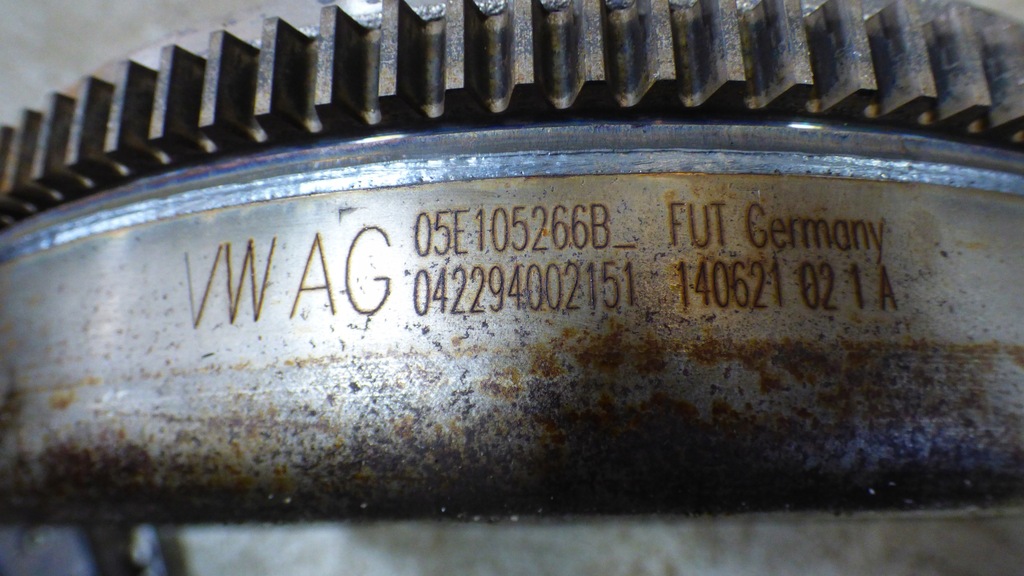 VW AG
05E105266B_ FUT Germany
042294002151 140621 02 1 A